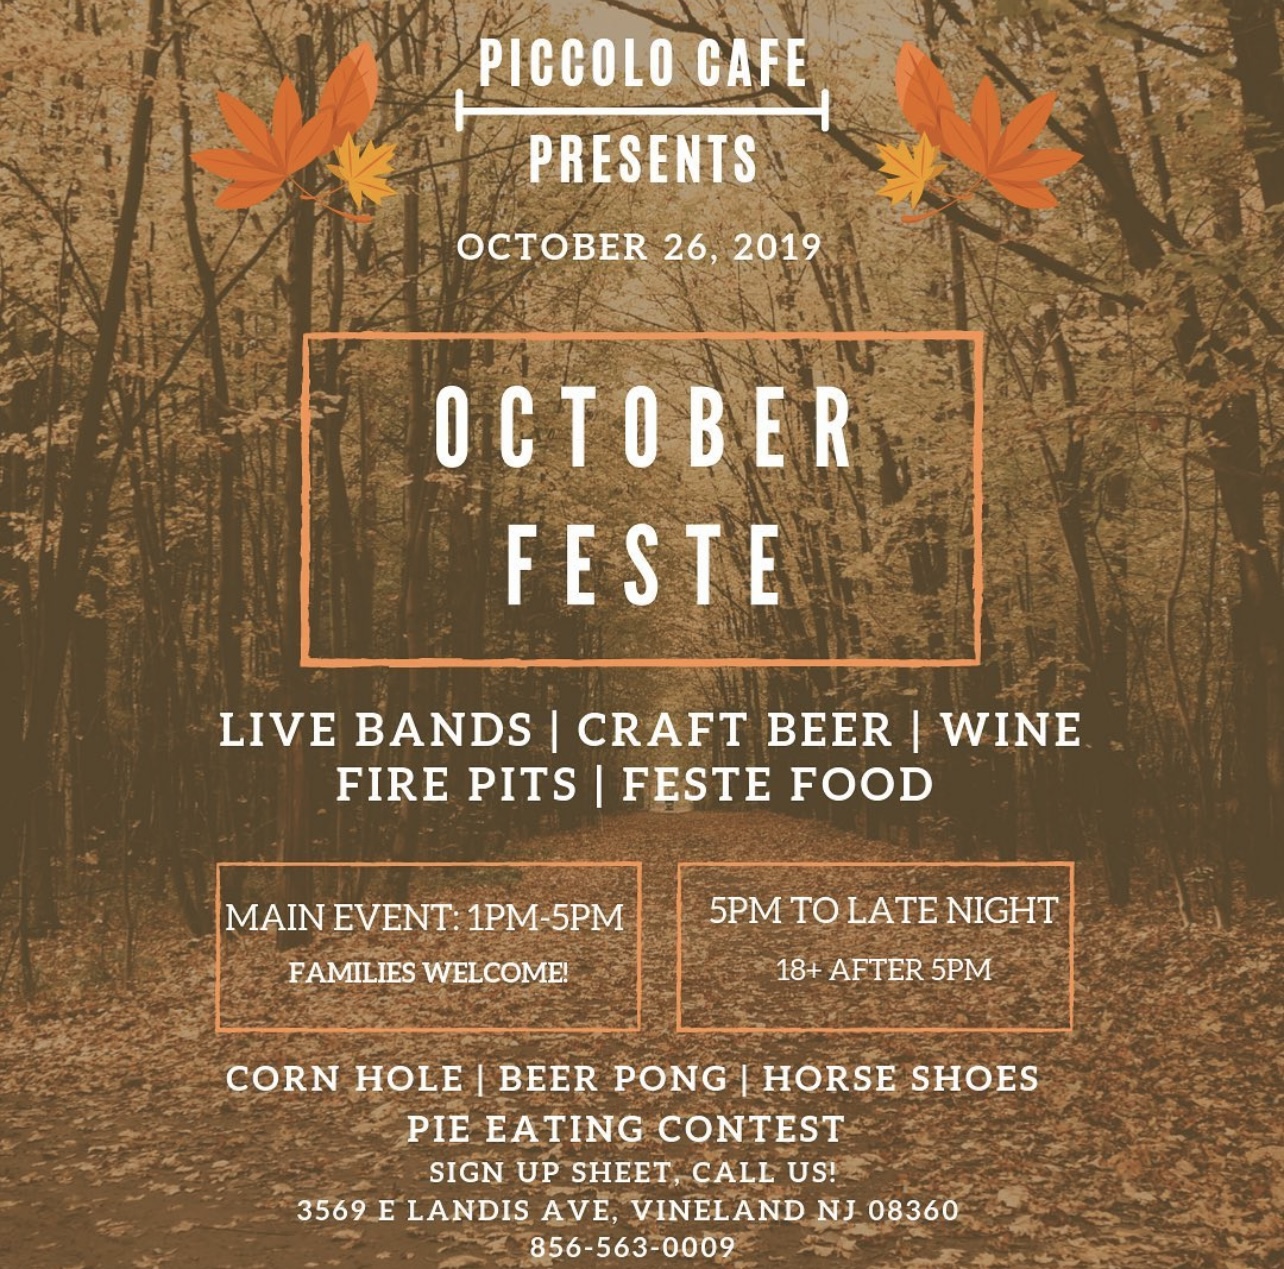 PICCOLO CAFE
PRESENTS
OCTOBER 26, 2019
OCTOBER
FESTE
LIVE BANDS | CRAFT BEER | WINE
FIRE PITS | FESTE FOOD
MAIN EVENT: 1PM-5PM
FAMILIES WELCOME!
5PM TO LATE NIGHT
18+ AFTER 5PM
CORN HOLE | BEER PONG | HORSE SHOES
PIE EATING CONTEST
SIGN UP SHEET, CALL US!
3569 E LANDIS AVE, VINELAND NJ 08360
856-563-0009